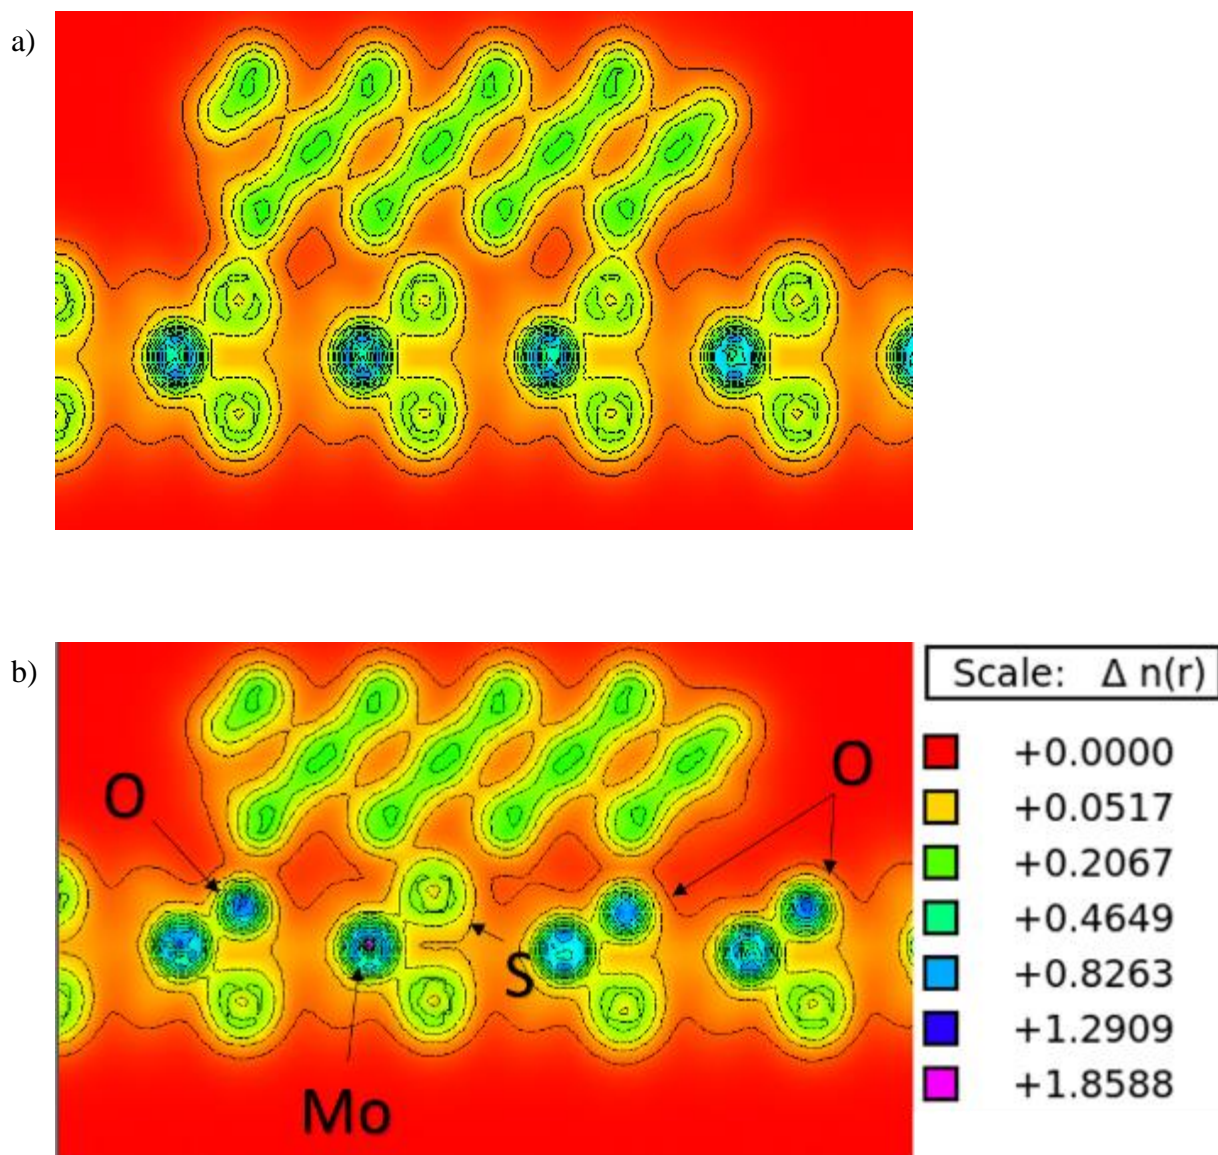 a)
b)
Scale: Δ n(r)
+0.0000
+0.0517
+0.2067
+0.4649
+0.8263
+1.2909
+1.8588
O
O
S
Mo